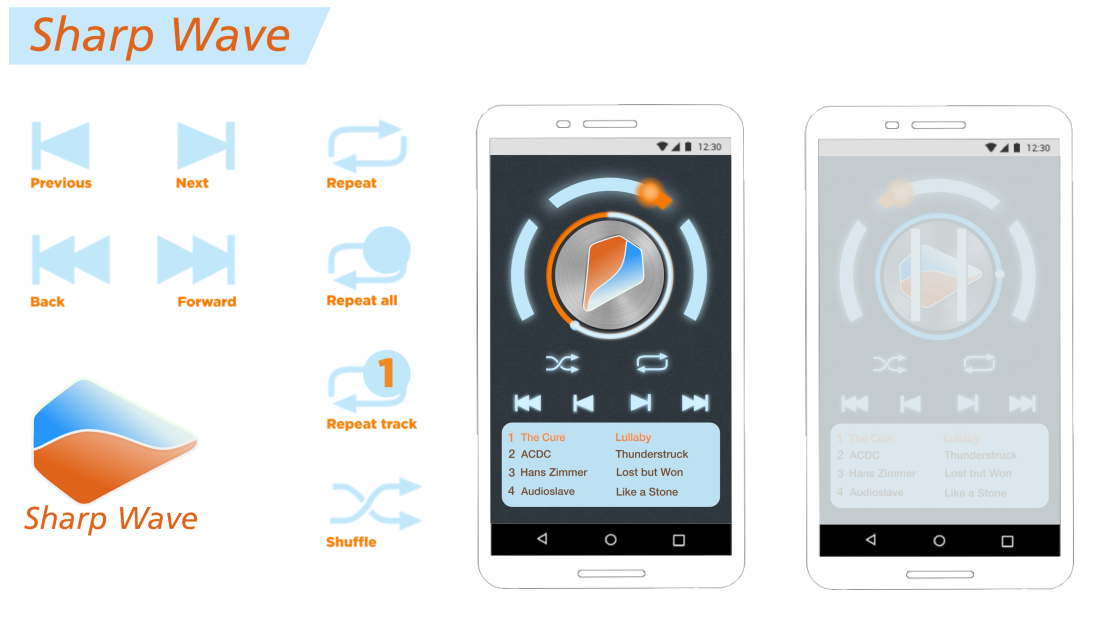 Sharp Wave
Previous
Next
Repeat
Back
Forward
Repeat all
1
Repeat track
Sharp Wave
Shuffle
12:30
1 The Cure Lullaby
2 ACDC Thunderstruck
3 Hans Zimmer Lost but Won
4 Audioslave Like a Stone
12:30
1 The Cure Lullaby
2 ACDC Thunderstruck
3 Hans Zimmer Lost but Won
4 Audioslave Like a Stone